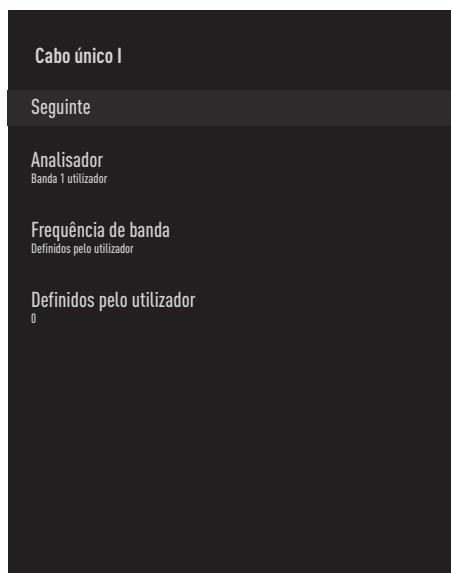 Cabo único I
Seguinte
Analisador
Banda 1 utilizador
Frequência de banda
Definidos pelo utilizador
Definidos pelo utilizador
0